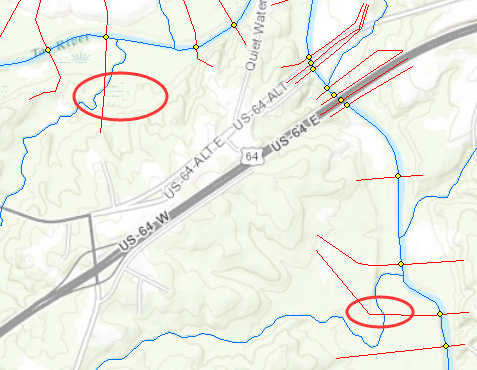 Tar River
Quiet Water
US-64-ALT E
US-64-ALT
US-64 E
64
US-64 W